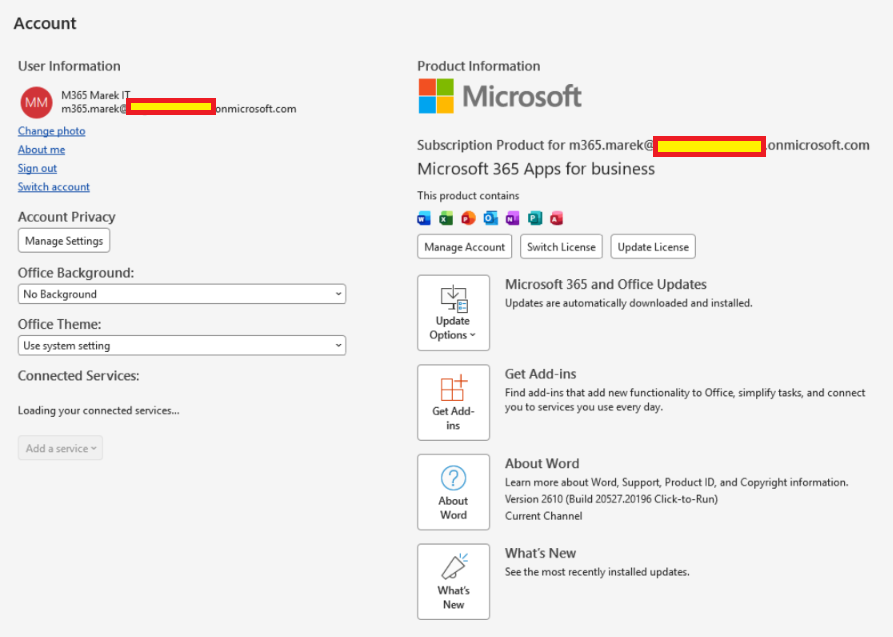 Account
User Information
MM
M365 Marek IT
m365.marek@ onmicrosoft.com
Change photo
About me
Sign out
Switch account
Account Privacy
Manage Settings
Office Background:
No Background
Office Theme:
Use system setting
Connected Services:
Loading your connected services...
Add a service
Product Information
Microsoft
Subscription Product for m365.marek@ .onmicrosoft.com
Microsoft 365 Apps for business
This product contains
Manage Account
Switch License
Update License
Update
Options
Microsoft 365 and Office Updates
Updates are automatically downloaded and installed.
Get Add-
ins
Get Add-ins
Find add-ins that add new functionality to Office, simplify tasks, and connect
you to services you use every day.
About
Word
About Word
Learn more about Word, Support, Product ID, and Copyright information.
Version 2610 (Build 20527.20196 Click-to-Run)
Current Channel
What's
New
What's New
See the most recently installed updates.